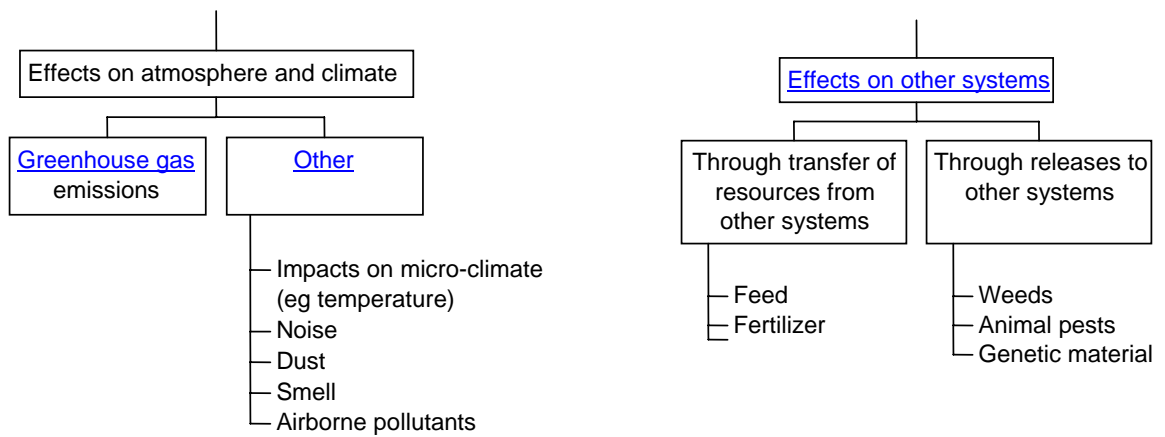 Effects on atmosphere and climate
Greenhouse gas
emissions
Other
Impacts on micro-climate
(eg temperature)
Noise
Dust
Smell
Airborne pollutants
Effects on other systems
Through transfer of
resources from
other systems
Through releases to
other systems
Feed
Fertilizer
Weeds
Animal pests
Genetic material